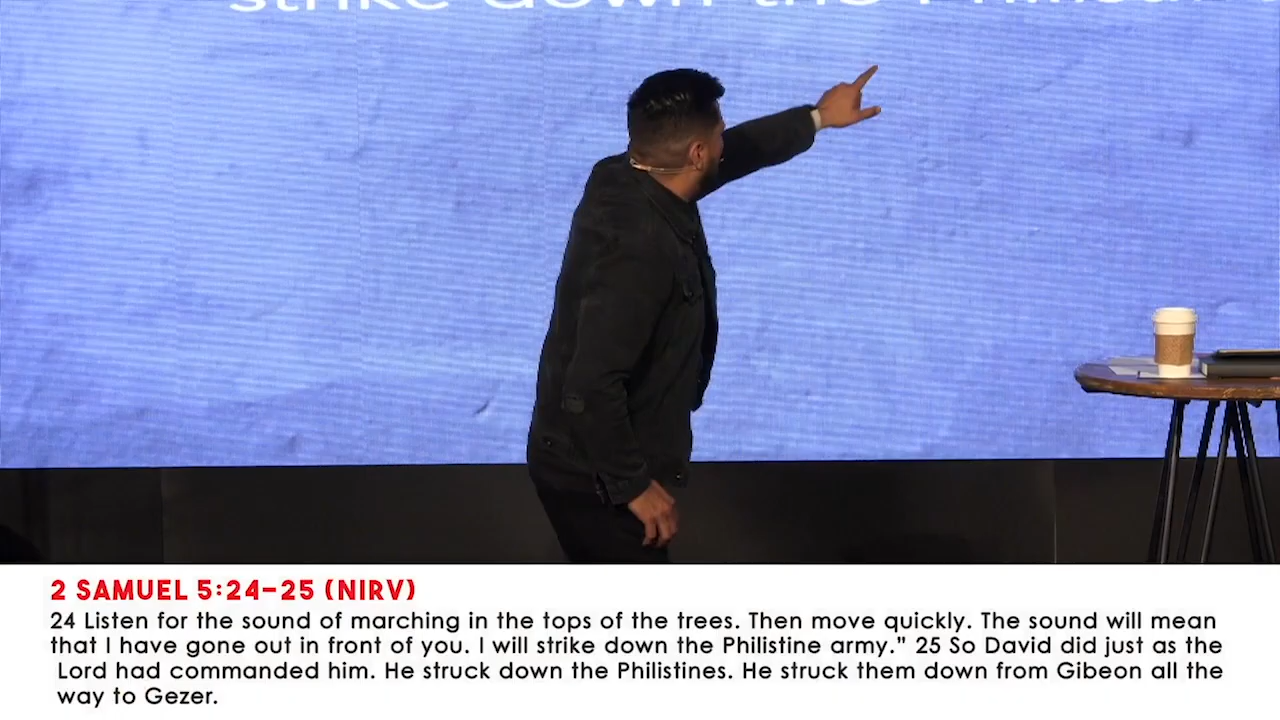 strike down the
2 SAMUEL 5:24-25 (NIRV)
24 Listen for the sound of marching in the tops of the trees. Then move quickly. The sound will mean
that I have gone out in front of you. I will strike down the Philistine army.” 25 So David did just as the
Lord had commanded him. He struck down the Philistines. He struck them down from Gibeon all the
way to Gezer.